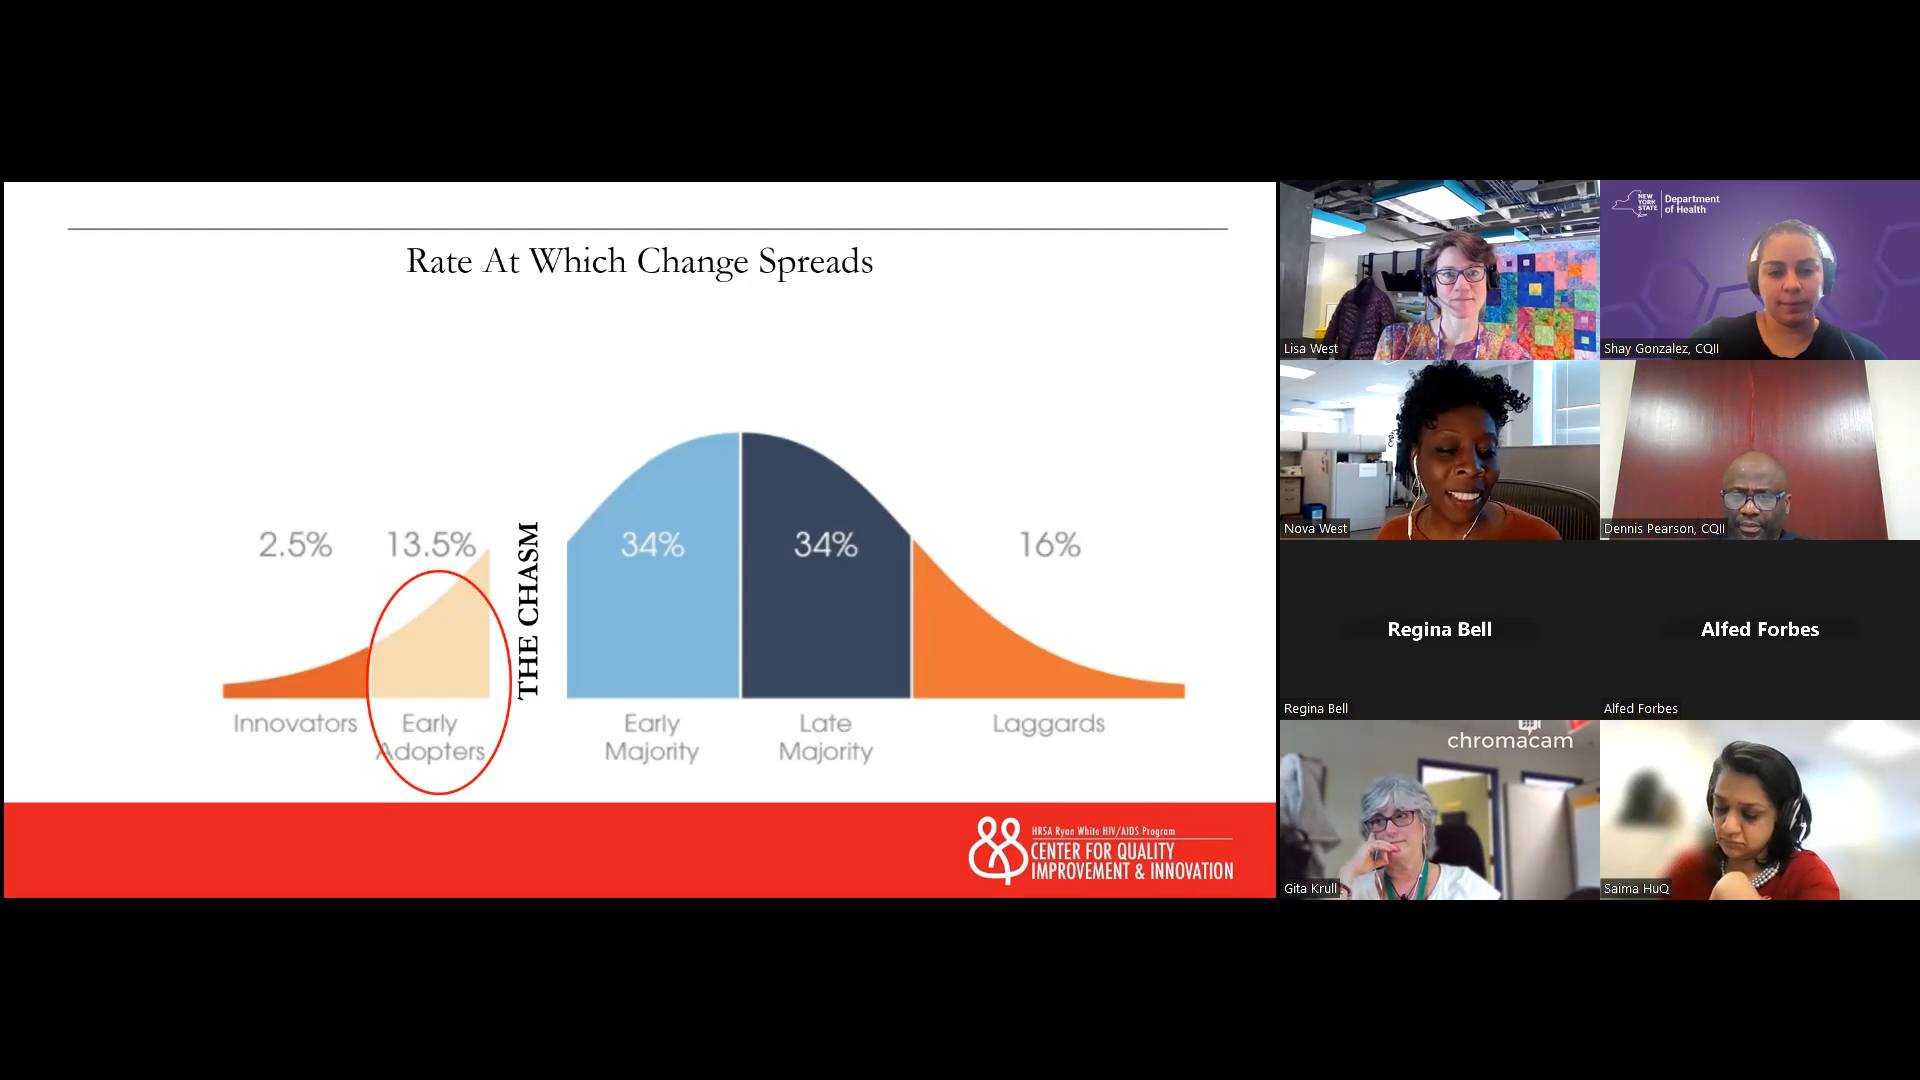 Rate At Which Change Spreads
2.5%
13.5%
THE CHASM
34%
34%
16%
Innovators
Early
Adopters
Early
Majority
Late
Majority
Laggards
HRSA Ryan White HIV/AIDS Program
CENTER FOR QUALITY
IMPROVEMENT & INNOVATION
Lisa West
NEW
YORK
STATE
Department
of Health
Shay Gonzalez, CQII
Nova West
Dennis Pearson, CQII
Regina Bell
Regina Bell
Alfed Forbes
Alfed Forbes
chromacam
Gita Krull
Saima HuQ